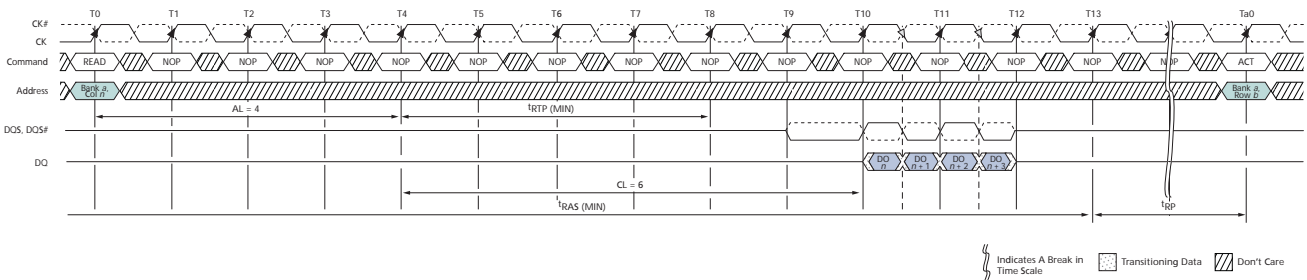 T0 T1 T2 T3 T4 T5 T6 T7 T8 T9 T10 T11 T12 T13 Ta0
CK#
CK
Command READ NOP NOP NOP NOP NOP NOP NOP NOP NOP NOP NOP NOP NOP NOP ACT
Address Bank a, Col n Bank a, Row b
AL = 4 tRTP (MIN)
DQS, DQS#
DQ DO n DO n + 1 DO n + 2 DO n + 3
CL = 6
tRAS (MIN) tRP
Indicates A Break in
Time Scale
Transitioning Data
Don't Care